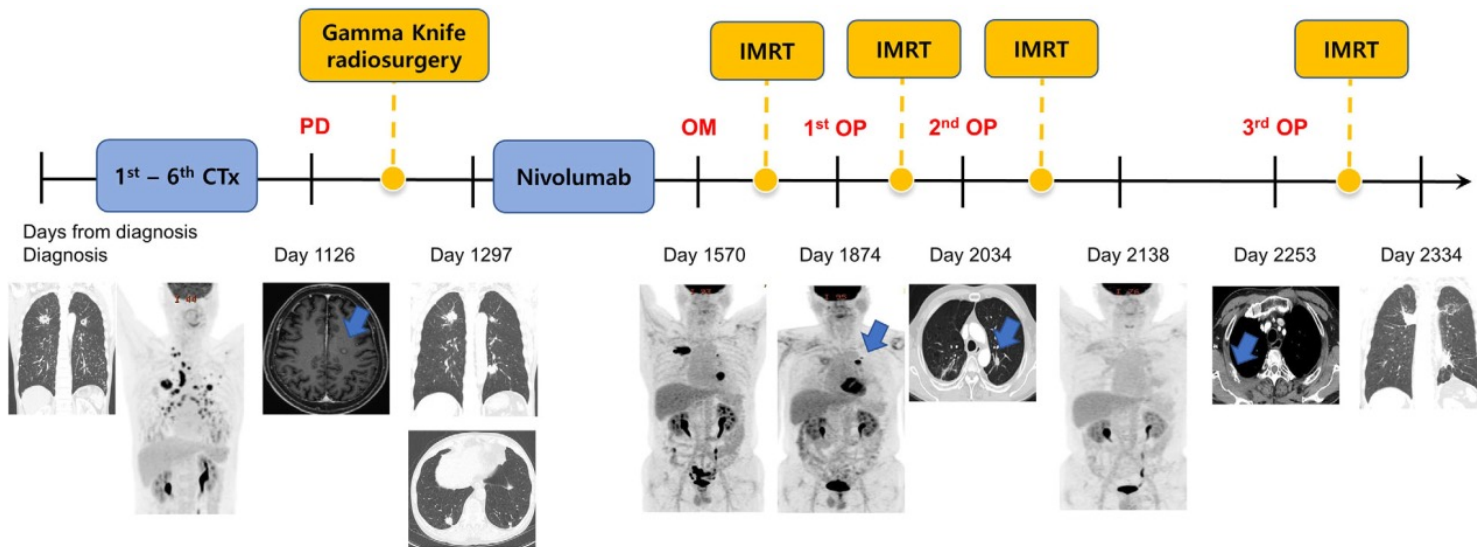 Gamma Knife
radiosurgery
IMRT
IMRT
IMRT
IMRT
PD
OM
1st OP
2nd OP
3rd OP
1st – 6th CTx
Nivolumab
Days from diagnosis
Diagnosis
Day 1126
Day 1297
Day 1570
Day 1874
Day 2034
Day 2138
Day 2253
Day 2334
I 44